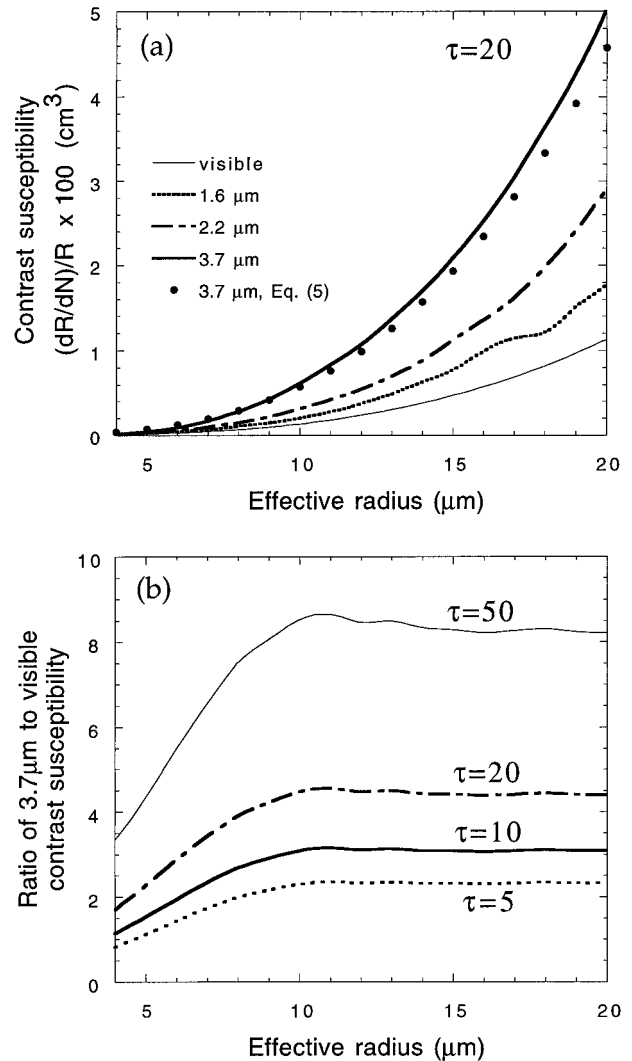 (a)
τ=20
Contrast susceptibility
(dR/dN)/R x 100 (cm³)
5
4
3
2
1
0
visible
1.6 μm
2.2 μm
3.7 μm
3.7 μm, Eq. (5)
5 10 15 20
Effective radius (μm)
(b)
τ=50
τ=20
τ=10
τ=5
Ratio of 3.7μm to visible
contrast susceptibility
10
8
6
4
2
0
5 10 15 20
Effective radius (μm)